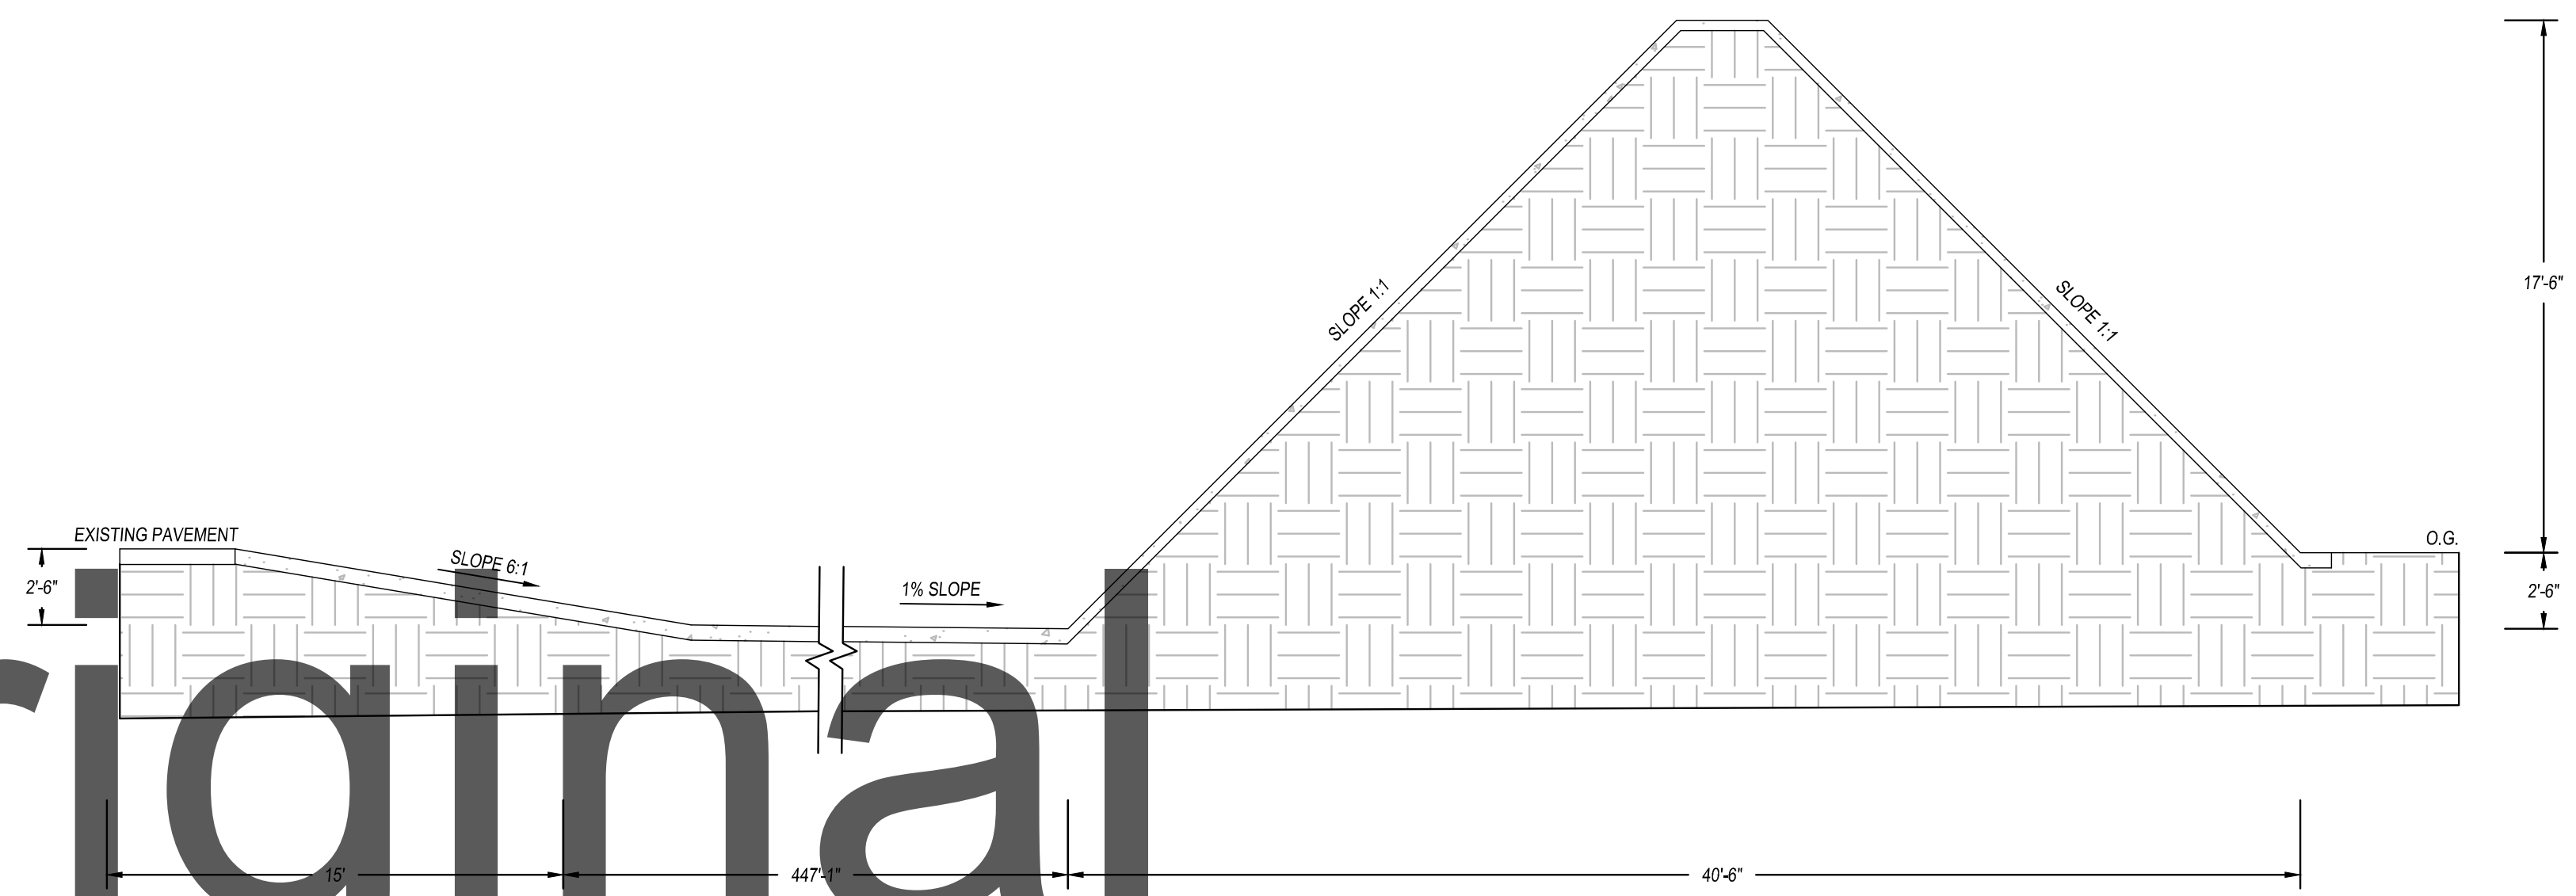 17'-6"
SLOPE 1:1
SLOPE 1:1
EXISTING PAVEMENT
O.G.
SLOPE 6:1
2'-6"
1% SLOPE
2'-6"
riginal
15'
447'-1"
40'-6"